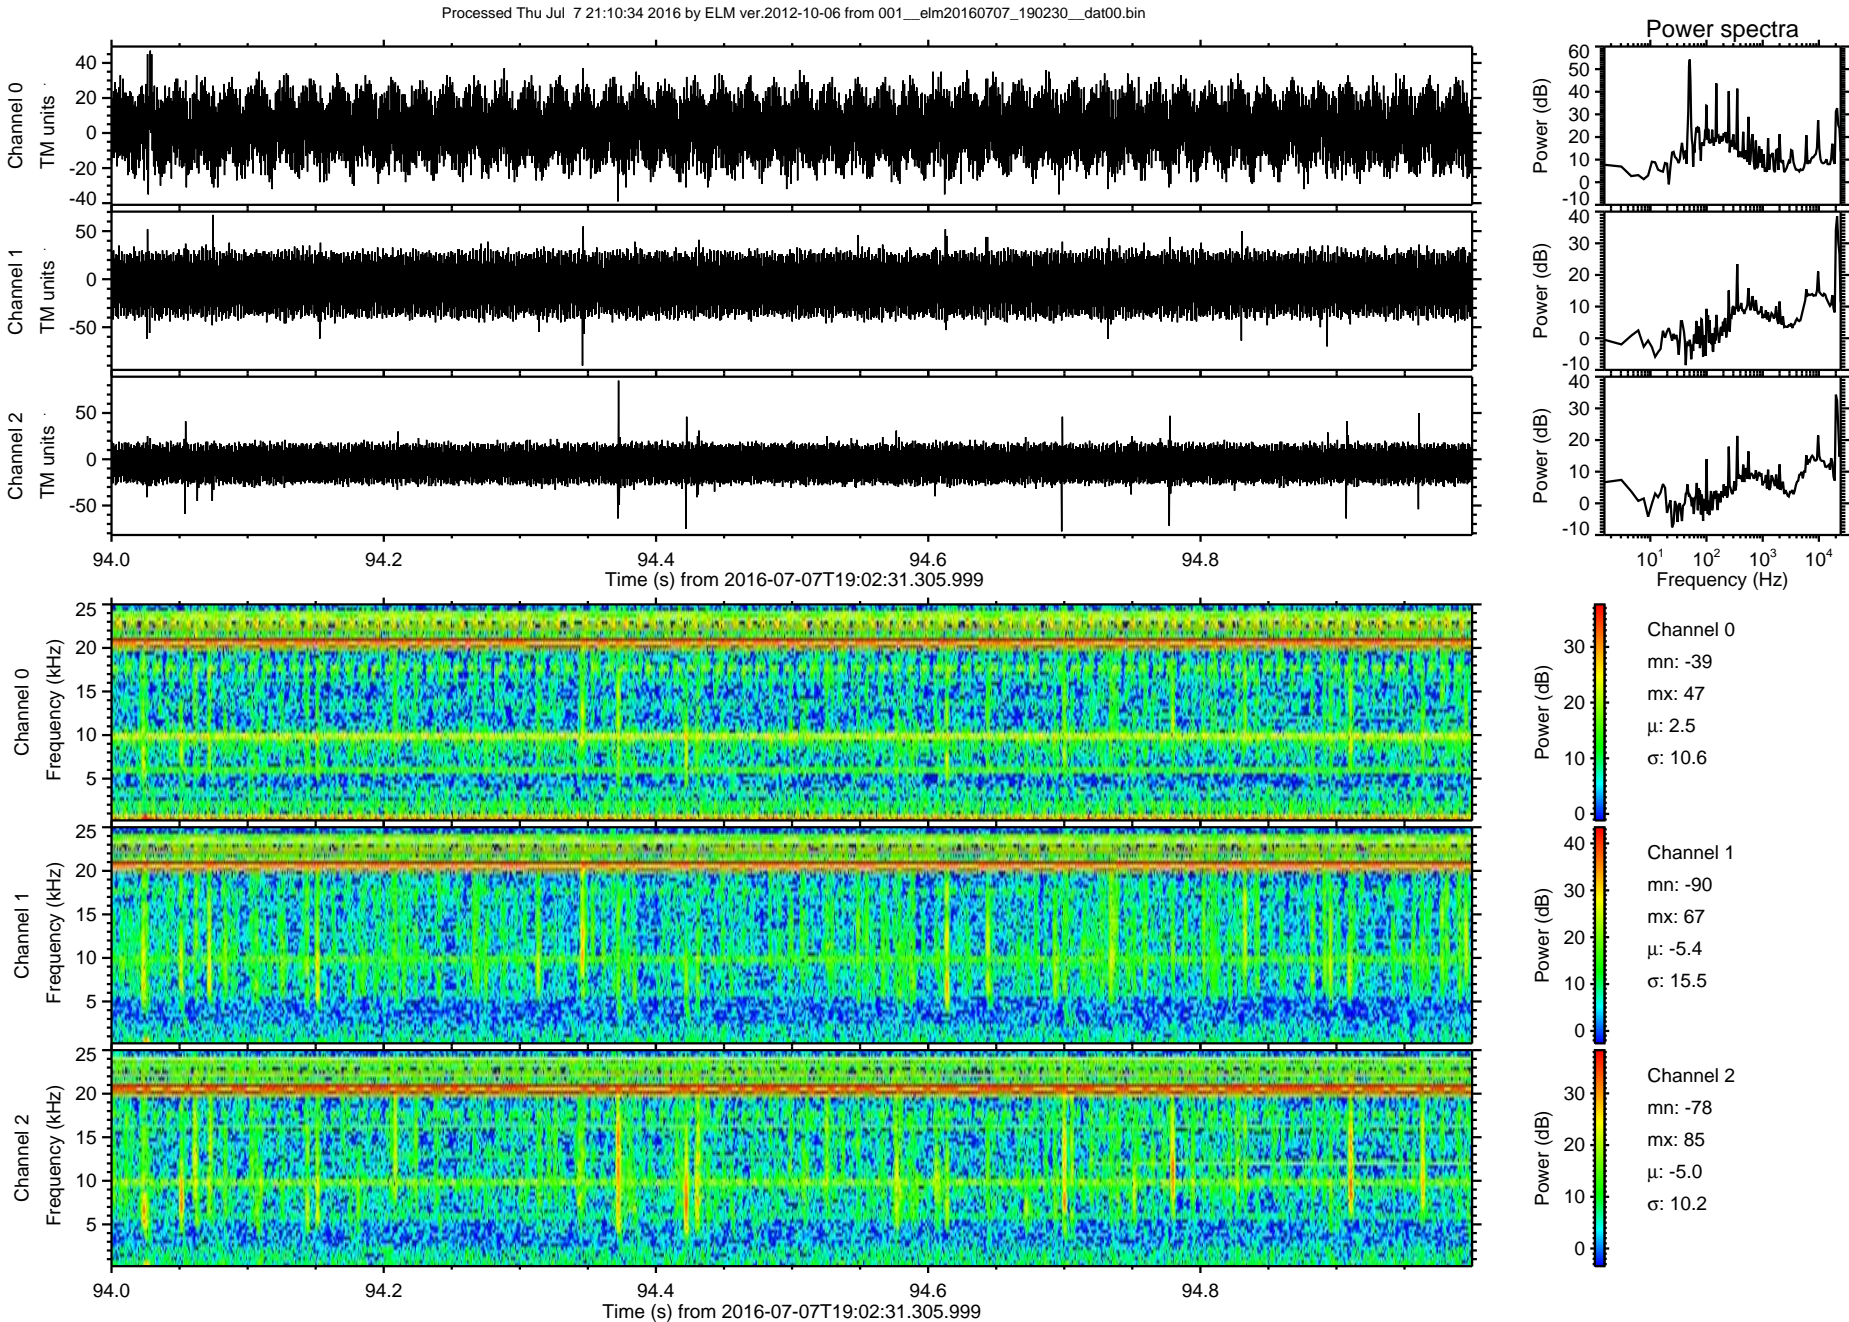 Processed Thu Jul 7 21:10:34 2016 by ELM ver.2012-10-06 from 001__elm20160707_190230__dat00.bin
Power spectra
Channel 0
TM units
40
20
0
-20
-40
Power (dB)
60
50
40
30
20
10
0
-10
Channel 1
TM units
50
0
-50
Power (dB)
40
30
20
10
0
-10
Channel 2
TM units
50
0
-50
Power (dB)
40
30
20
10
0
-10
94.0 94.2 94.4 94.6 94.8
Time (s) from 2016-07-07T19:02:31.305.999
10^1 10^2 10^3 10^4
Frequency (Hz)
Channel 0
Frequency (kHz)
25
20
15
10
5
Power (dB)
30
20
10
0
Channel 0
mn: -39
mx: 47
μ: 2.5
σ: 10.6
Channel 1
Frequency (kHz)
25
20
15
10
5
Power (dB)
40
30
20
10
0
Channel 1
mn: -90
mx: 67
μ: -5.4
σ: 15.5
Channel 2
Frequency (kHz)
25
20
15
10
5
Power (dB)
30
20
10
0
Channel 2
mn: -78
mx: 85
μ: -5.0
σ: 10.2
94.0 94.2 94.4 94.6 94.8
Time (s) from 2016-07-07T19:02:31.305.999